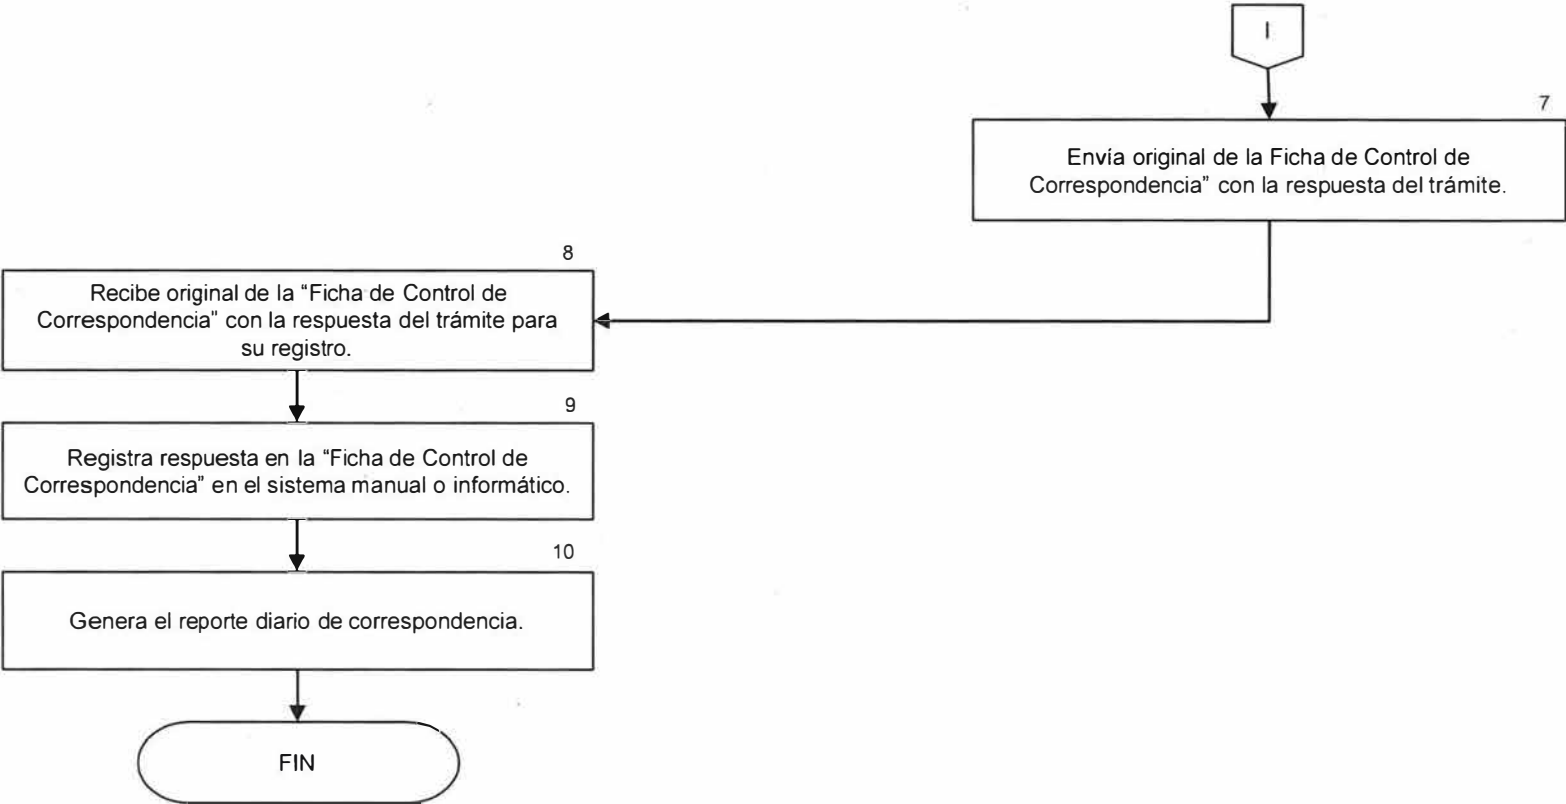 I
7
Envía original de la Ficha de Control de
Correspondencia” con la respuesta del trámite.
8
Recibe original de la “Ficha de Control de
Correspondencia” con la respuesta del trámite para
su registro.
9
Registra respuesta en la “Ficha de Control de
Correspondencia” en el sistema manual o informático.
10
Genera el reporte diario de correspondencia.
FIN